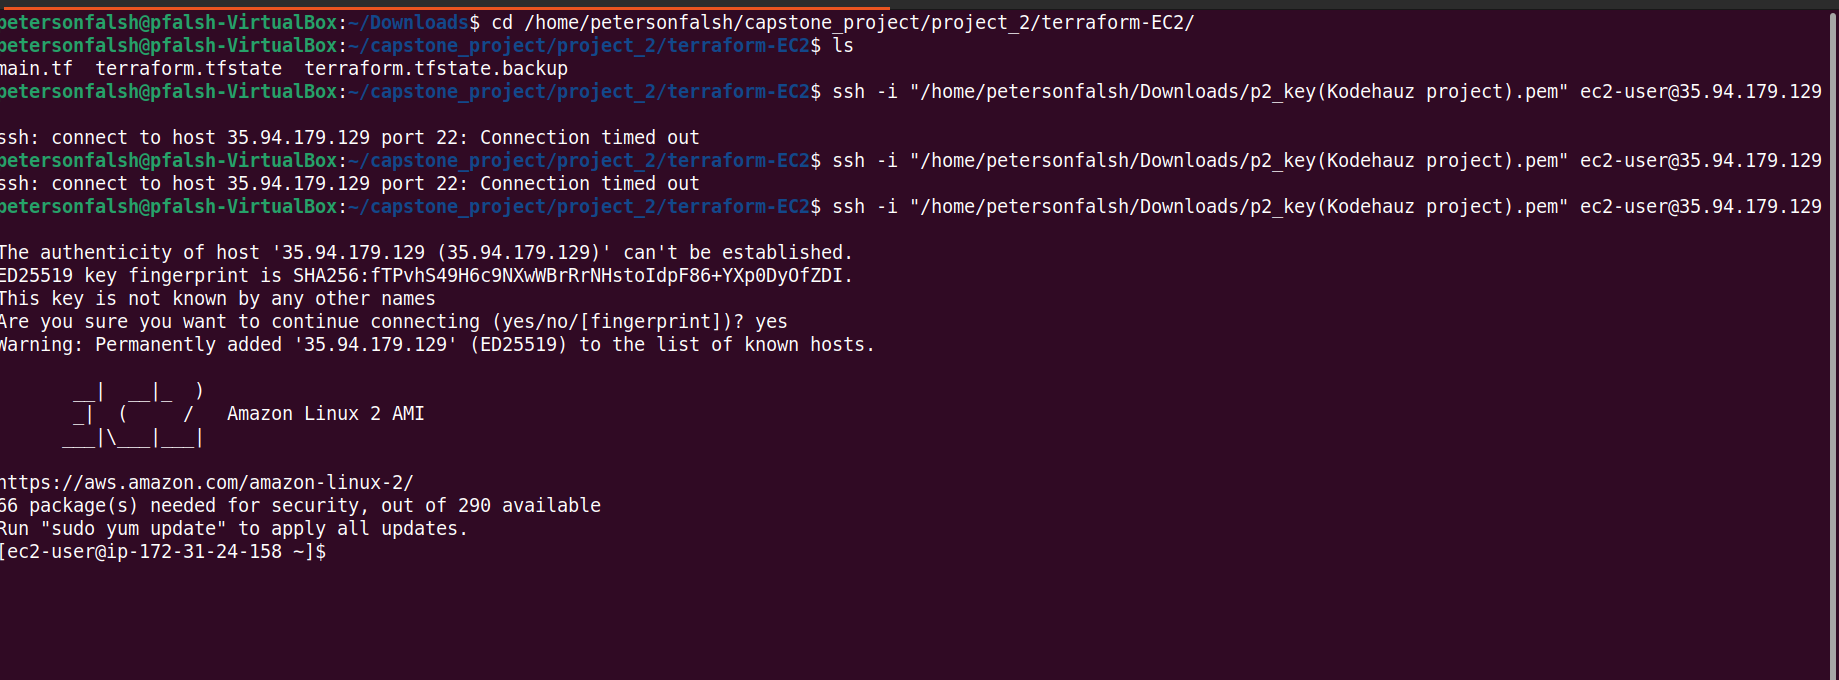 petersonfalsh@pfalsh-VirtualBox:~/Downloads$ cd /home/petersonfalsh/capstone_project/project_2/terraform-EC2/
petersonfalsh@pfalsh-VirtualBox:~/capstone_project/project_2/terraform-EC2$ ls
main.tf  terraform.tfstate  terraform.tfstate.backup
petersonfalsh@pfalsh-VirtualBox:~/capstone_project/project_2/terraform-EC2$ ssh -i "/home/petersonfalsh/Downloads/p2_key(Kodehauz project).pem" ec2-user@35.94.179.129
ssh: connect to host 35.94.179.129 port 22: Connection timed out
petersonfalsh@pfalsh-VirtualBox:~/capstone_project/project_2/terraform-EC2$ ssh -i "/home/petersonfalsh/Downloads/p2_key(Kodehauz project).pem" ec2-user@35.94.179.129
ssh: connect to host 35.94.179.129 port 22: Connection timed out
petersonfalsh@pfalsh-VirtualBox:~/capstone_project/project_2/terraform-EC2$ ssh -i "/home/petersonfalsh/Downloads/p2_key(Kodehauz project).pem" ec2-user@35.94.179.129
The authenticity of host '35.94.179.129 (35.94.179.129)' can't be established.
ED25519 key fingerprint is SHA256:fTPvhS49H6c9NXwWBrRrNHstoIdpF86+YXp0DyOfZDI.
This key is not known by any other names
Are you sure you want to continue connecting (yes/no/[fingerprint])? yes
Warning: Permanently added '35.94.179.129' (ED25519) to the list of known hosts.
       __|  __|_  )
       _|  (     /   Amazon Linux 2 AMI
      ___|\___|___|
https://aws.amazon.com/amazon-linux-2/
66 package(s) needed for security, out of 290 available
Run "sudo yum update" to apply all updates.
[ec2-user@ip-172-31-24-158 ~]$